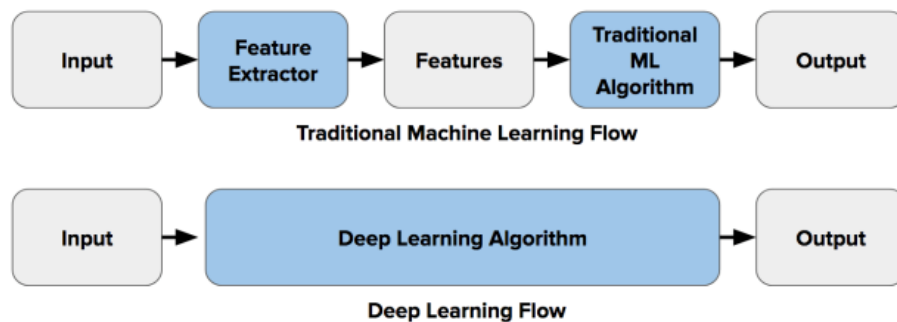 Input
Feature
Extractor
Features
Traditional
ML
Algorithm
Output
Traditional Machine Learning Flow
Input
Deep Learning Algorithm
Output
Deep Learning Flow